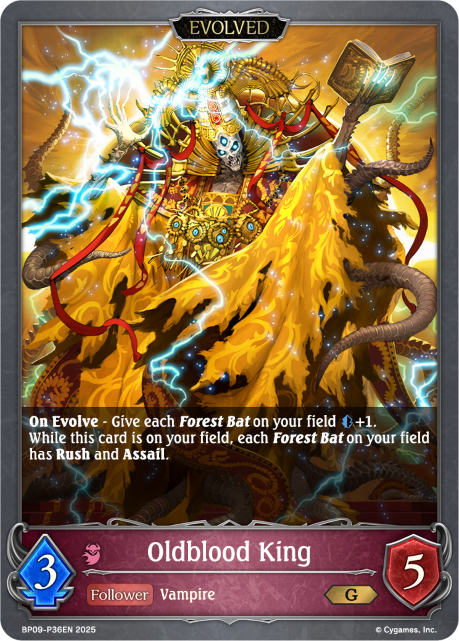 EVOLVED
On Evolve - Give each Forest Bat on your field +1.
While this card is on your field, each Forest Bat on your field
has Rush and Assail.
Oldblood King
3
Follower Vampire G
5
BP09-P36EN 2025 © Cygames, Inc.